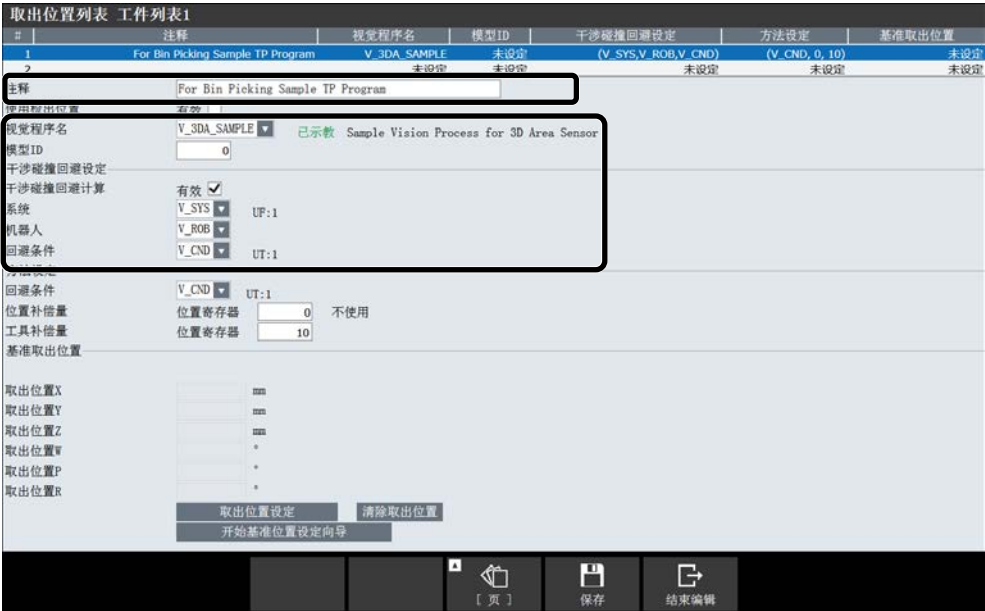 取出位置列表 工件列表1
# 注释 视觉程序名 模型ID 干涉碰撞回避设定 方法设定 基准取出位置
1 For Bin Picking Sample TP Program V_3DA_SAMPLE 未设定 (V_SYS,V_ROB,V_CND) (V_CND, 0, 10) 未设定
2 未设定 未设定 未设定 未设定 未设定
注释 For Bin Picking Sample TP Program
使用检出位置 有效
视觉程序名 V_3DA_SAMPLE 已示教 Sample Vision Process for 3D Area Sensor
模型ID 0
干涉碰撞回避设定
干涉碰撞回避计算 有效
系统 V_SYS UF:1
机器人 V_ROB
回避条件 V_CND UT:1
方法设定
回避条件 V_CND UT:1
位置补偿量 位置寄存器 0 不使用
工具补偿量 位置寄存器 10
基准取出位置
取出位置X mm
取出位置Y mm
取出位置Z mm
取出位置W °
取出位置P °
取出位置R °
取出位置设定 清除取出位置
开始基准位置设定向导
[ 页 ] 保存 结束编辑